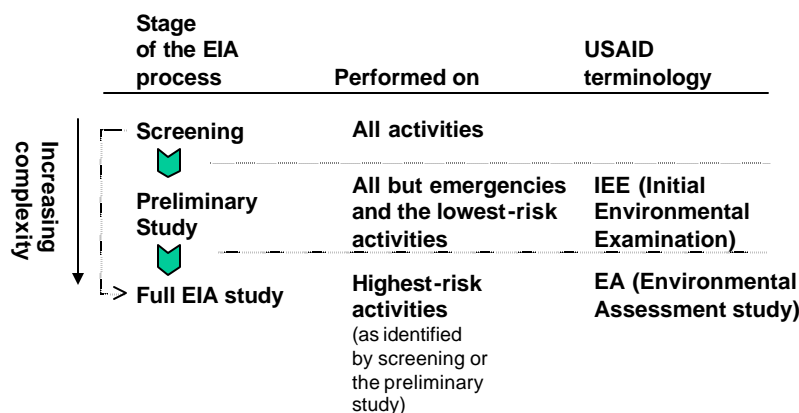 Stage
of the EIA
process
Performed on
USAID
terminology
Increasing
complexity
Screening
All activities
Preliminary
Study
All but emergencies
and the lowest-risk
activities
IEE (Initial
Environmental
Examination)
Full EIA study
Highest-risk
activities
(as identified
by screening or
the preliminary
study)
EA (Environmental
Assessment study)